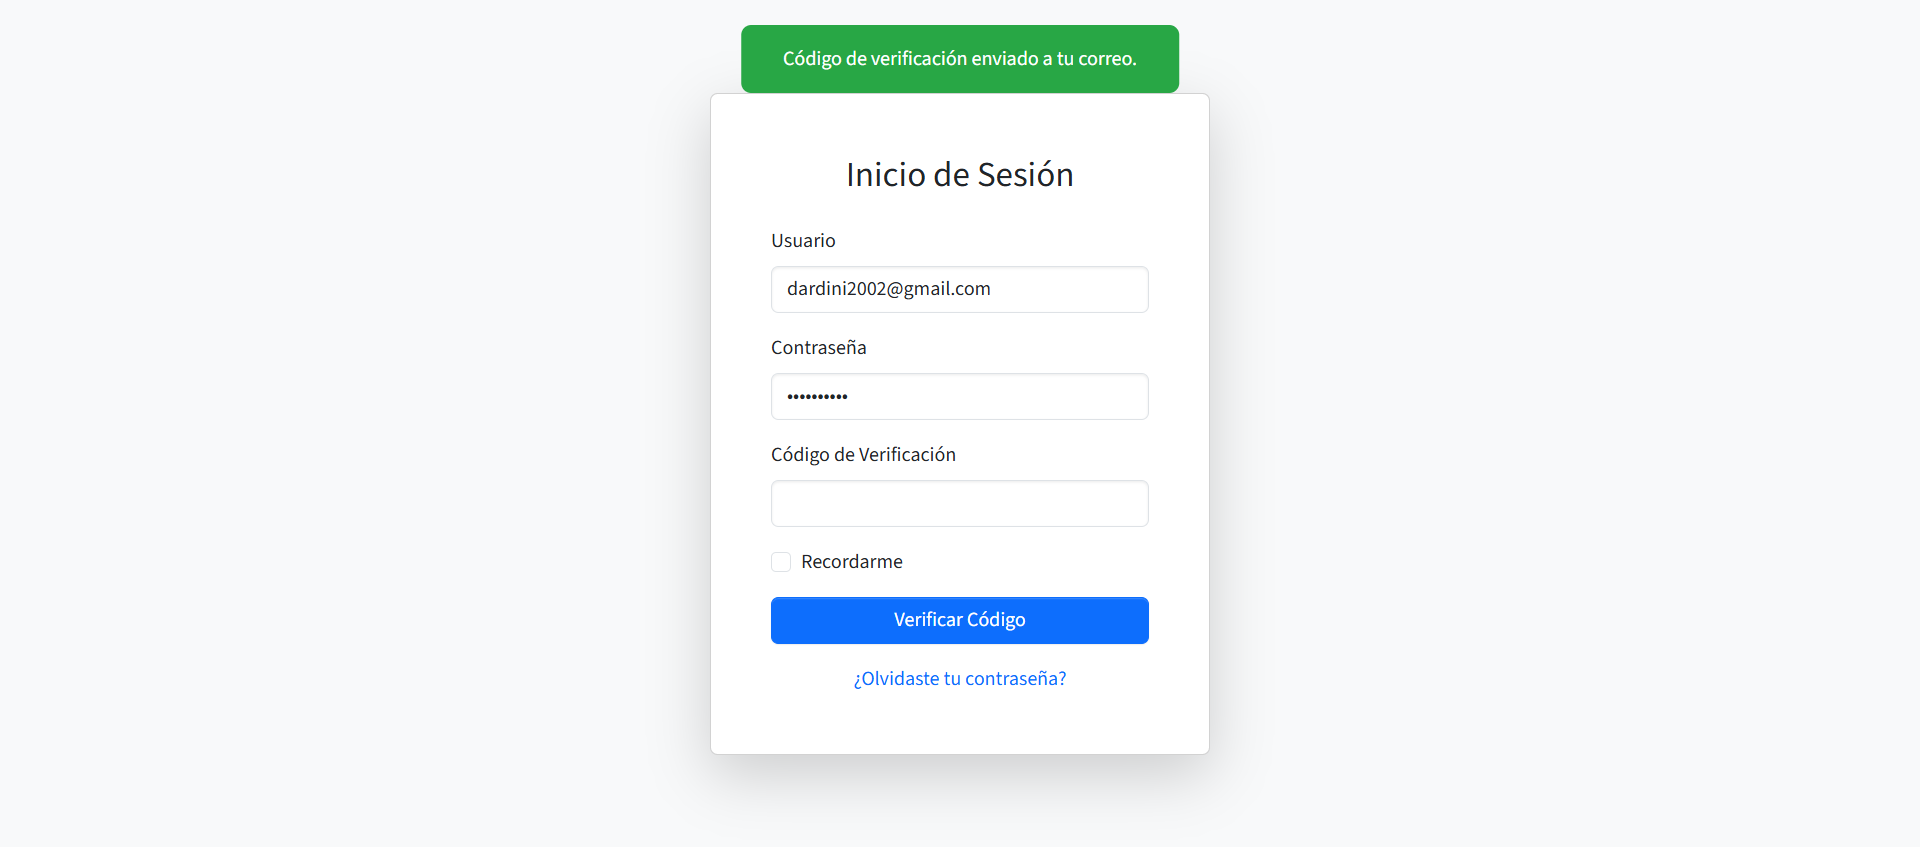 Código de verificación enviado a tu correo.
Inicio de Sesión
Usuario
dardini2002@gmail.com
Contraseña
••••••••••
Código de Verificación
Recordarme
Verificar Código
¿Olvidaste tu contraseña?